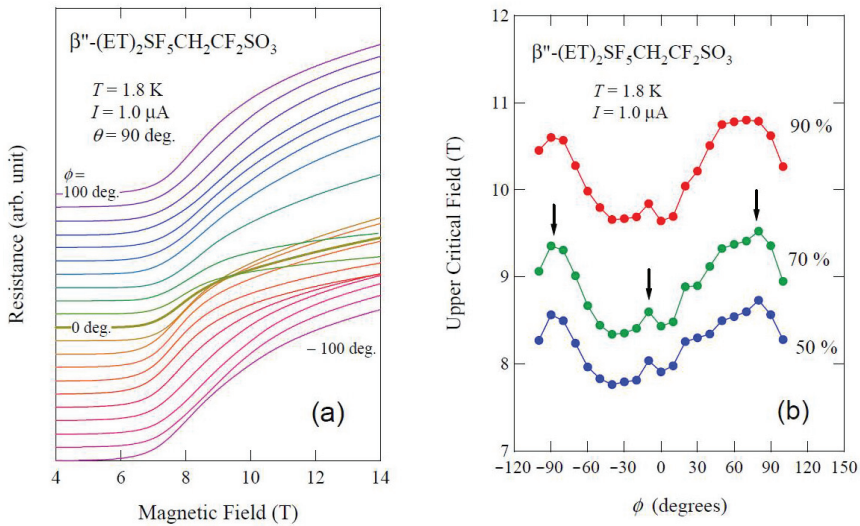 β"-(ET)₂SF₅CH₂CF₂SO₃
T = 1.8 K
I = 1.0 μA
θ = 90 deg.
ϕ =
100 deg.
0 deg.
– 100 deg.
(a)
Resistance (arb. unit)
4 6 8 10 12 14
Magnetic Field (T)
β"-(ET)₂SF₅CH₂CF₂SO₃
T = 1.8 K
I = 1.0 μA
90 %
70 %
50 %
(b)
Upper Critical Field (T)
12
11
10
9
8
7
−120 −90 −60 −30 0 30 60 90 120
ϕ (degrees)